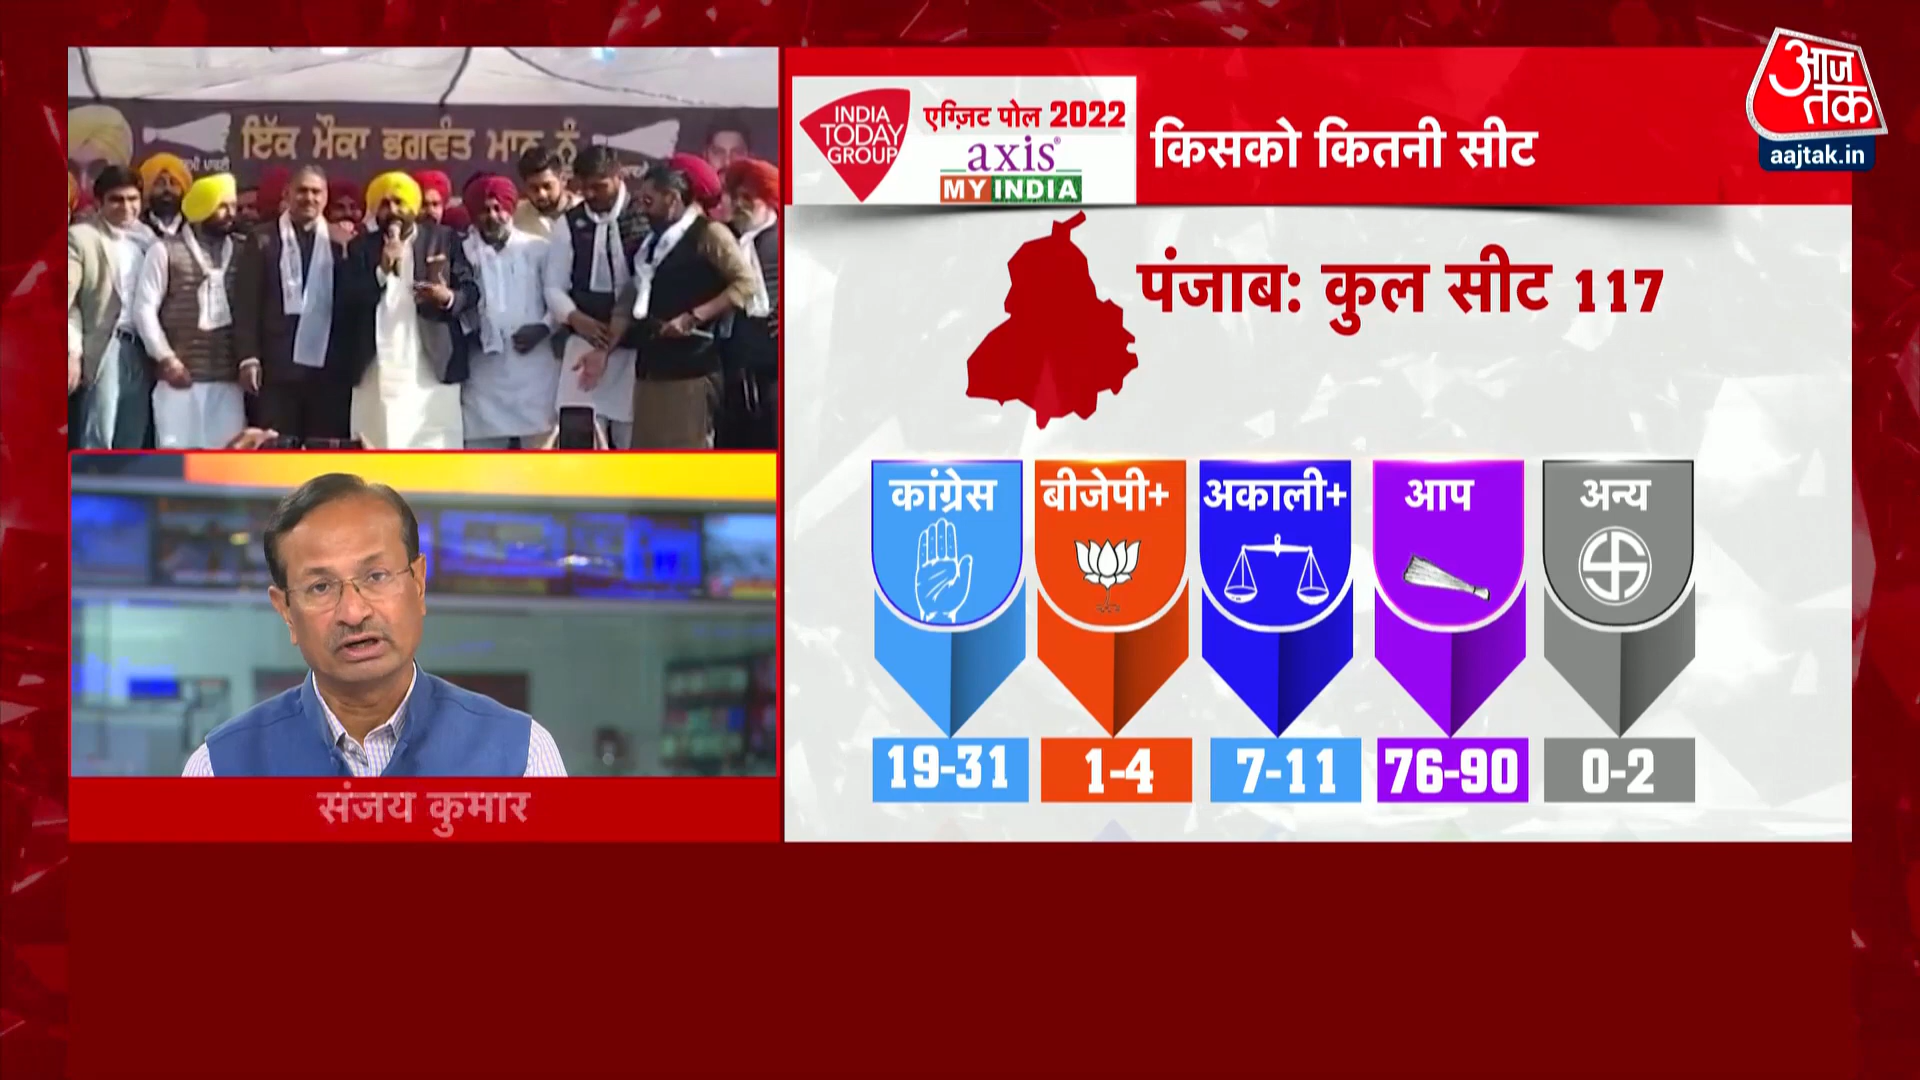 ਇੱਕ ਮੌਕਾ ਭਗਵੰਤ ਮਾਨ ਨੂੰ
संजय कुमार
INDIA
TODAY
GROUP
एग्ज़िट पोल 2022
axis
MY INDIA
किसको कितनी सीट
आज
तक
aajtak.in
पंजाब: कुल सीट 117
कांग्रेस
बीजेपी+
अकाली+
आप
अन्य
19-31
1-4
7-11
76-90
0-2